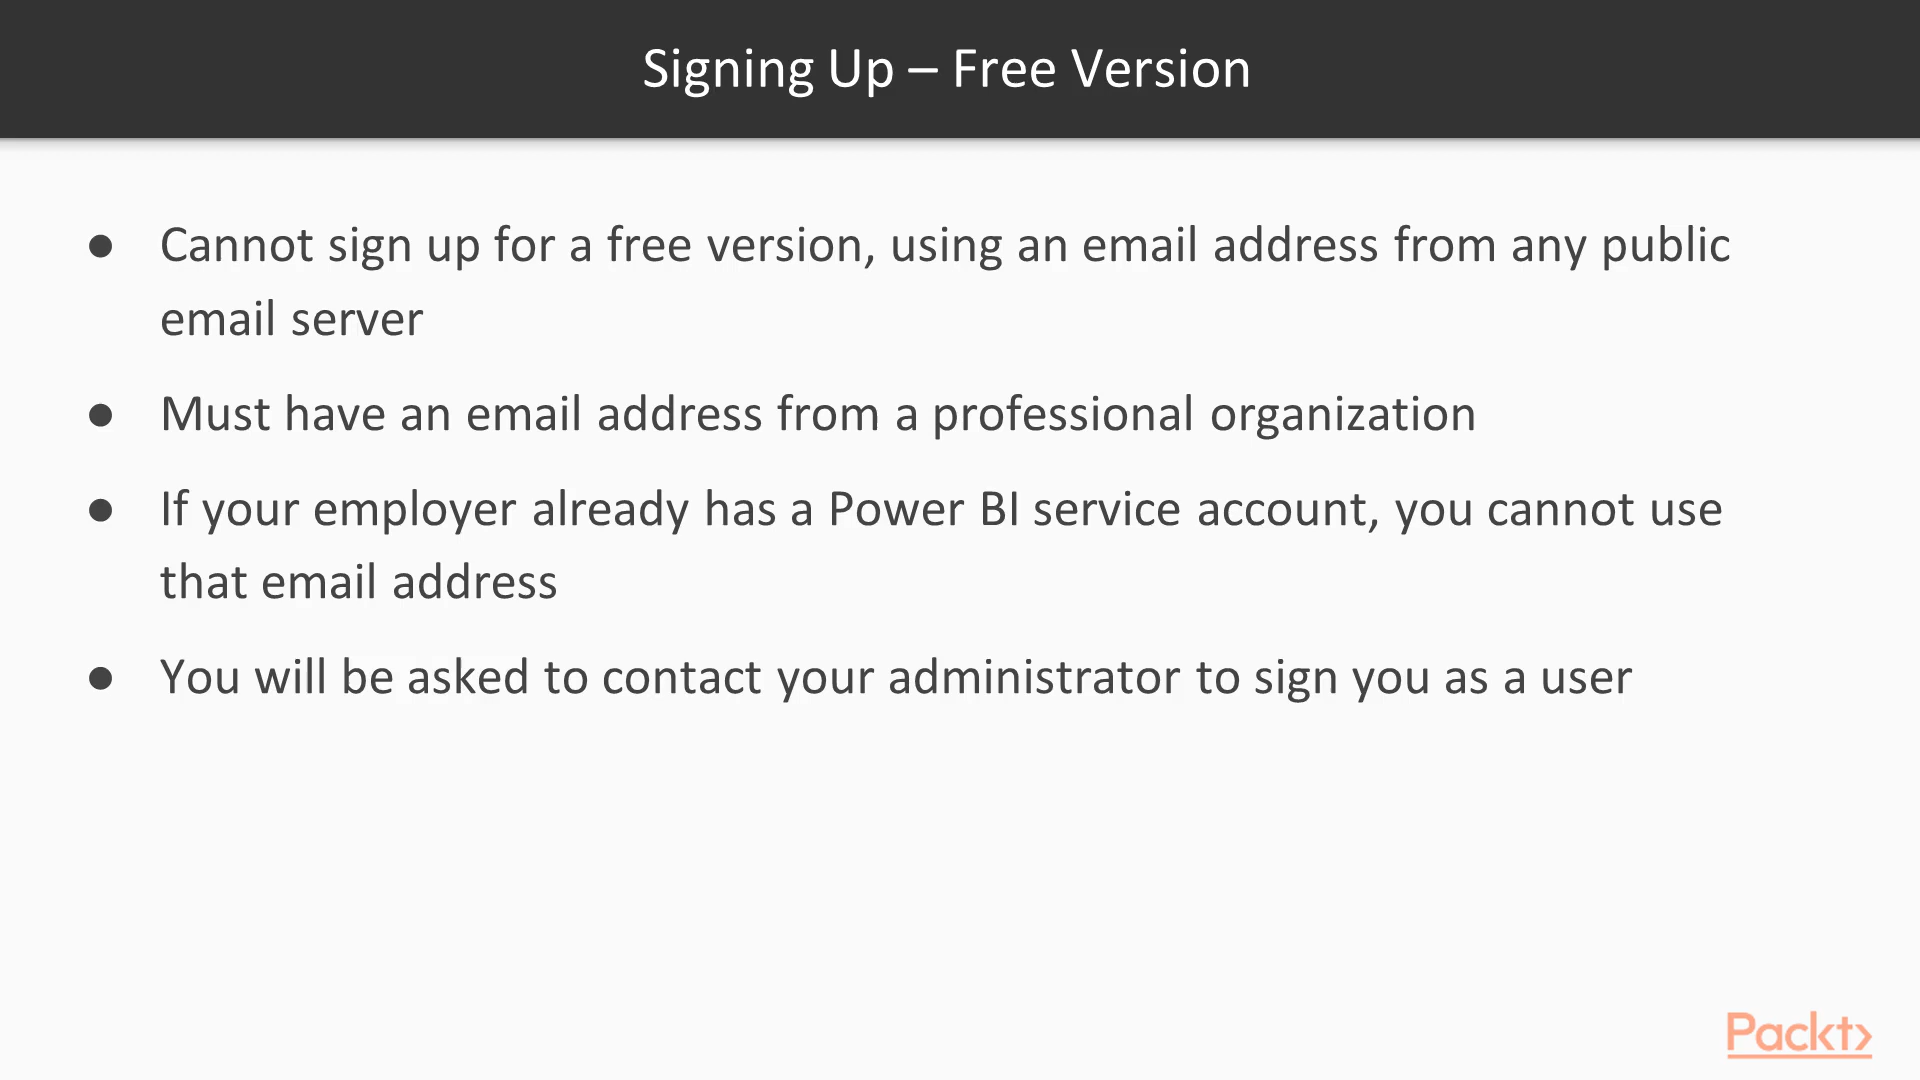 Signing Up – Free Version
● Cannot sign up for a free version, using an email address from any public
email server
● Must have an email address from a professional organization
● If your employer already has a Power BI service account, you cannot use
that email address
● You will be asked to contact your administrator to sign you as a user
Packt>